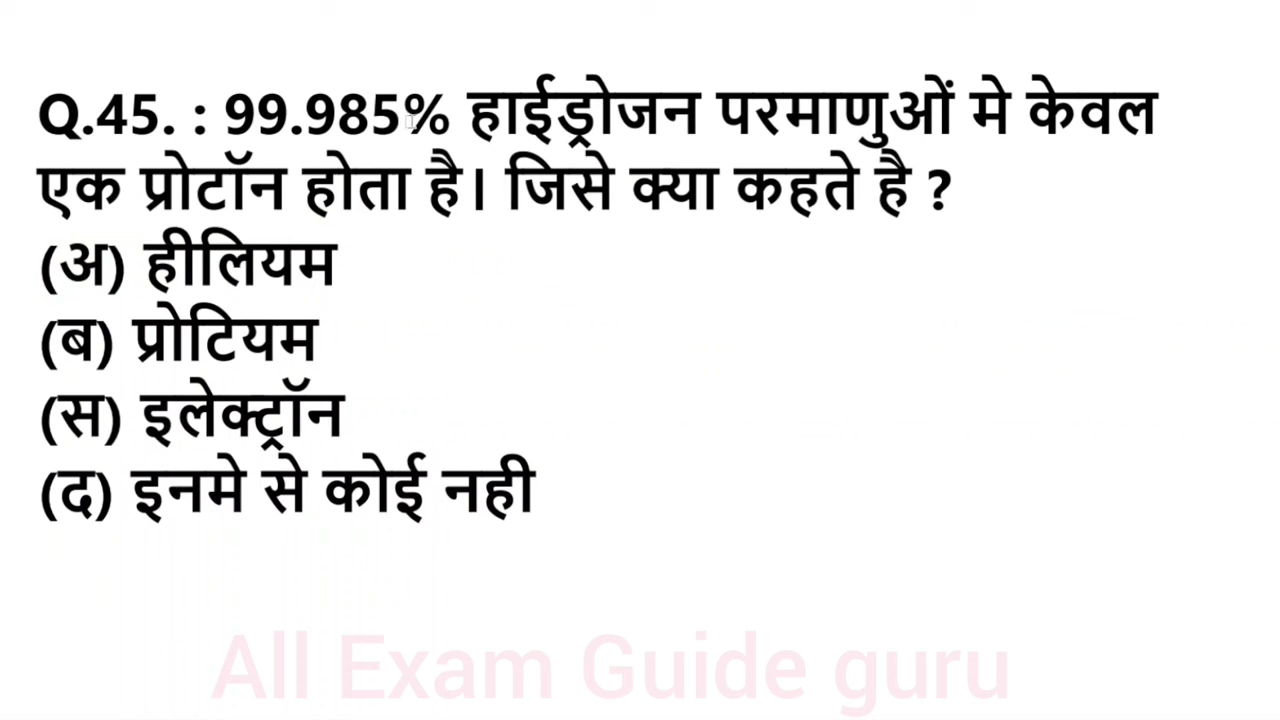 Q.45. : 99.985% हाईड्रोजन परमाणुओं मे केवल
एक प्रोटॉन होता है। जिसे क्या कहते है ?
(अ) हीलियम
(ब) प्रोटियम
(स) इलेक्ट्रॉन
(द) इनमे से कोई नही
All Exam Guide guru